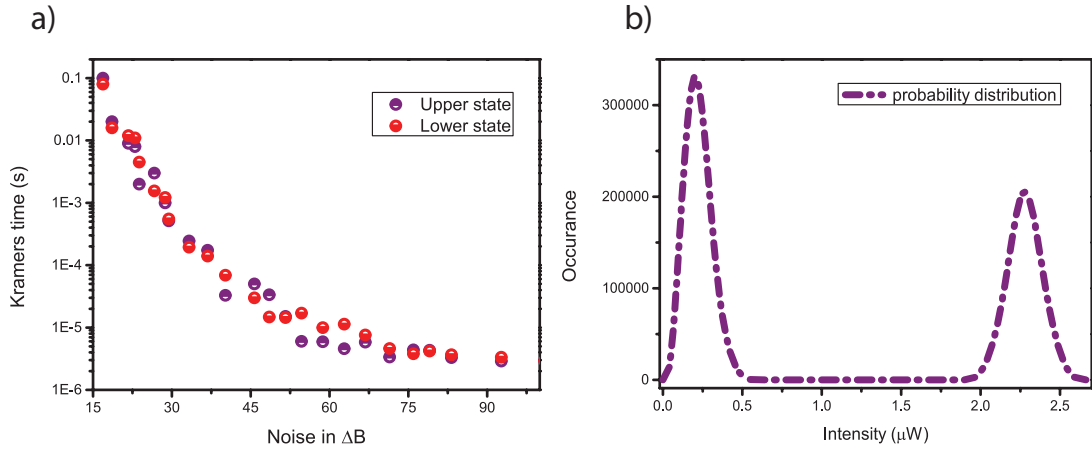 a)
Upper state
Lower state
Kramers time (s)
0.1
0.01
1E-3
1E-4
1E-5
1E-6
15 30 45 60 75 90
Noise in ΔB
b)
probability distribution
Occurance
300000
200000
100000
0
0.0 0.5 1.0 1.5 2.0 2.5
Intensity (μW)